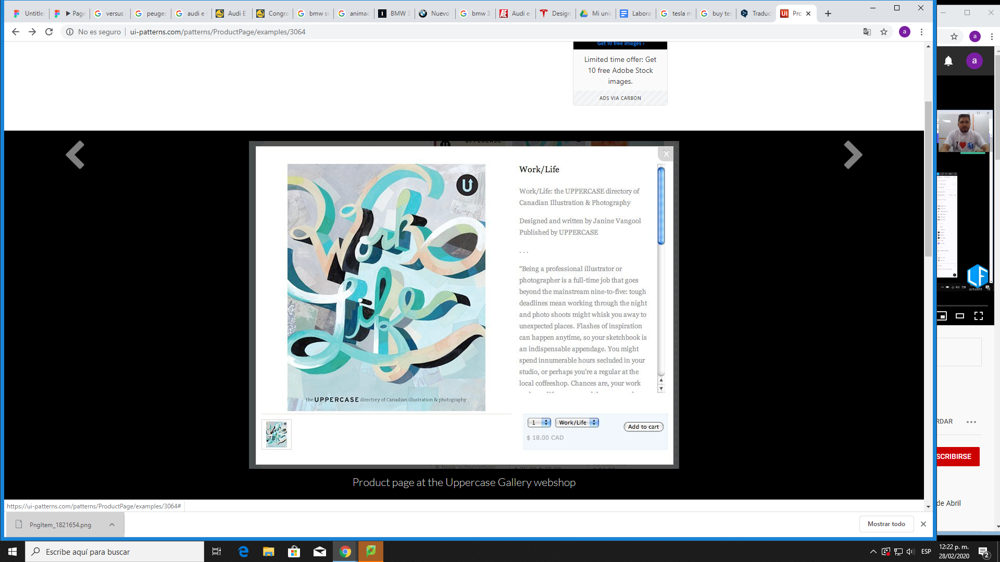 Untitle
Page
versus
peugeo
audi e
Audi E
Congra
bmw se
animac
BMW 3
Nuevo
bmw 3
Audi e
Design
Mi uni
Labora
tesla m
buy tes
Traduc
Pro
No es seguro
ui-patterns.com/patterns/ProductPage/examples/3064
a
a
Get 10 free images ›
Limited time offer: Get
10 free Adobe Stock
images.
ADS VIA CARBON
a
UPPERCASE
Work/Life
Work/Life: the UPPERCASE directory of
Canadian Illustration & Photography
Designed and written by Janine Vangool
Published by UPPERCASE
. . .
“Being a professional illustrator or
photographer is a full-time job that goes
beyond the mainstream nine-to-five: tough
deadlines mean working through the night
and photo shoots might whisk you away to
unexpected places. Flashes of inspiration
can happen anytime, so your sketchbook is
an indispensable appendage. You might
spend innumerable hours secluded in your
studio, or perhaps you’re a regular at the
local coffeeshop. Chances are, your work
U
Work
Life
the UPPERCASE directory of Canadian illustration & photography
1
Work/Life
Add to cart
$ 18.00 CAD
& book subscription:
Product page at the Uppercase Gallery webshop
I
LF
RDAR
SCRIBIRSE
de Abril
https://ui-patterns.com/patterns/ProductPage/examples/3064#
PngItem_1821654.png
Mostrar todo
Escribe aquí para buscar
ESP
12:22 p. m.
28/02/2020
2